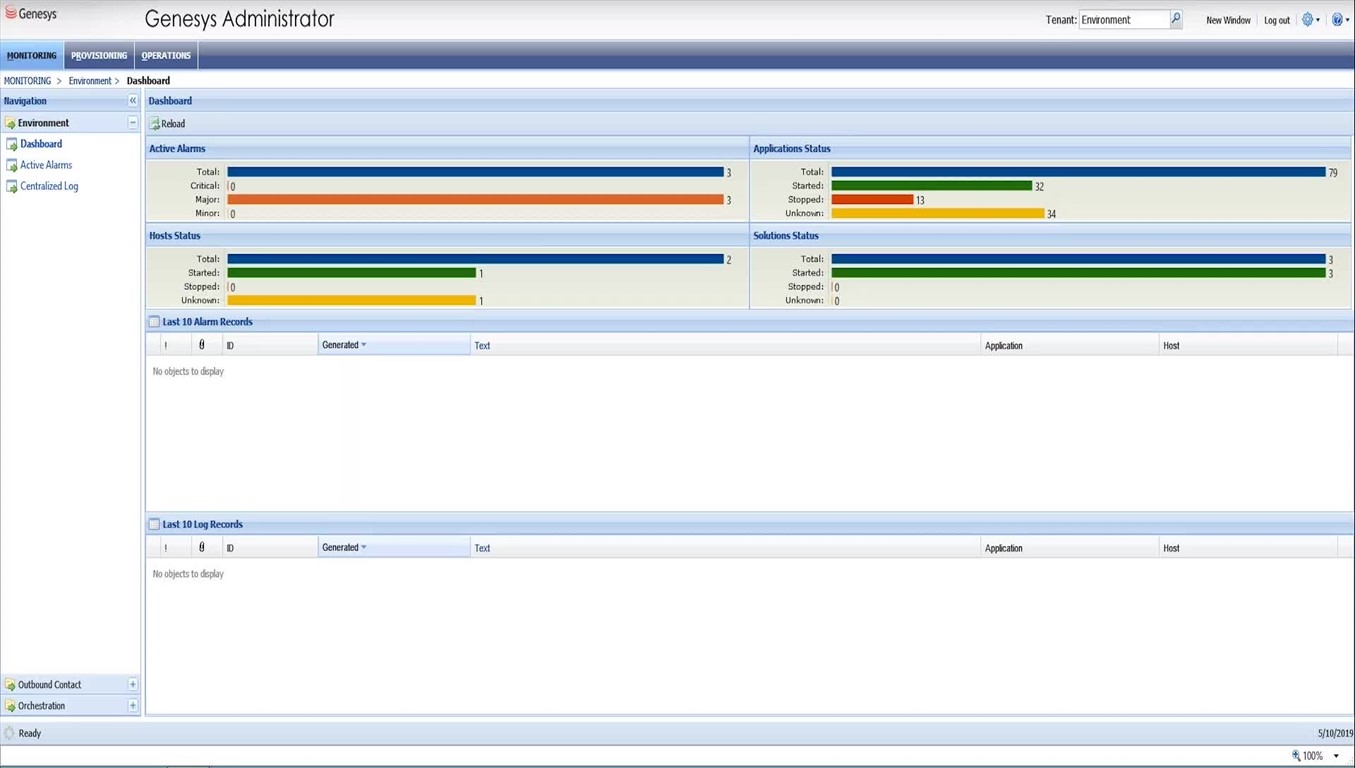 Genesys
Genesys Administrator
Tenant: Environment
New Window Log out
MONITORING PROVISIONING OPERATIONS
MONITORING > Environment > Dashboard
Navigation «
Environment
Dashboard
Active Alarms
Centralized Log
Outbound Contact
Orchestration
Dashboard
Reload
Active Alarms
Total: 3
Critical: 0
Major: 3
Minor: 0
Applications Status
Total: 79
Started: 32
Stopped: 13
Unknown: 34
Hosts Status
Total: 2
Started: 1
Stopped: 0
Unknown: 1
Solutions Status
Total: 3
Started: 3
Stopped: 0
Unknown: 0
Last 10 Alarm Records
! ID Generated Text Application Host
No objects to display
Last 10 Log Records
! ID Generated Text Application Host
No objects to display
Ready
5/10/2019
100%